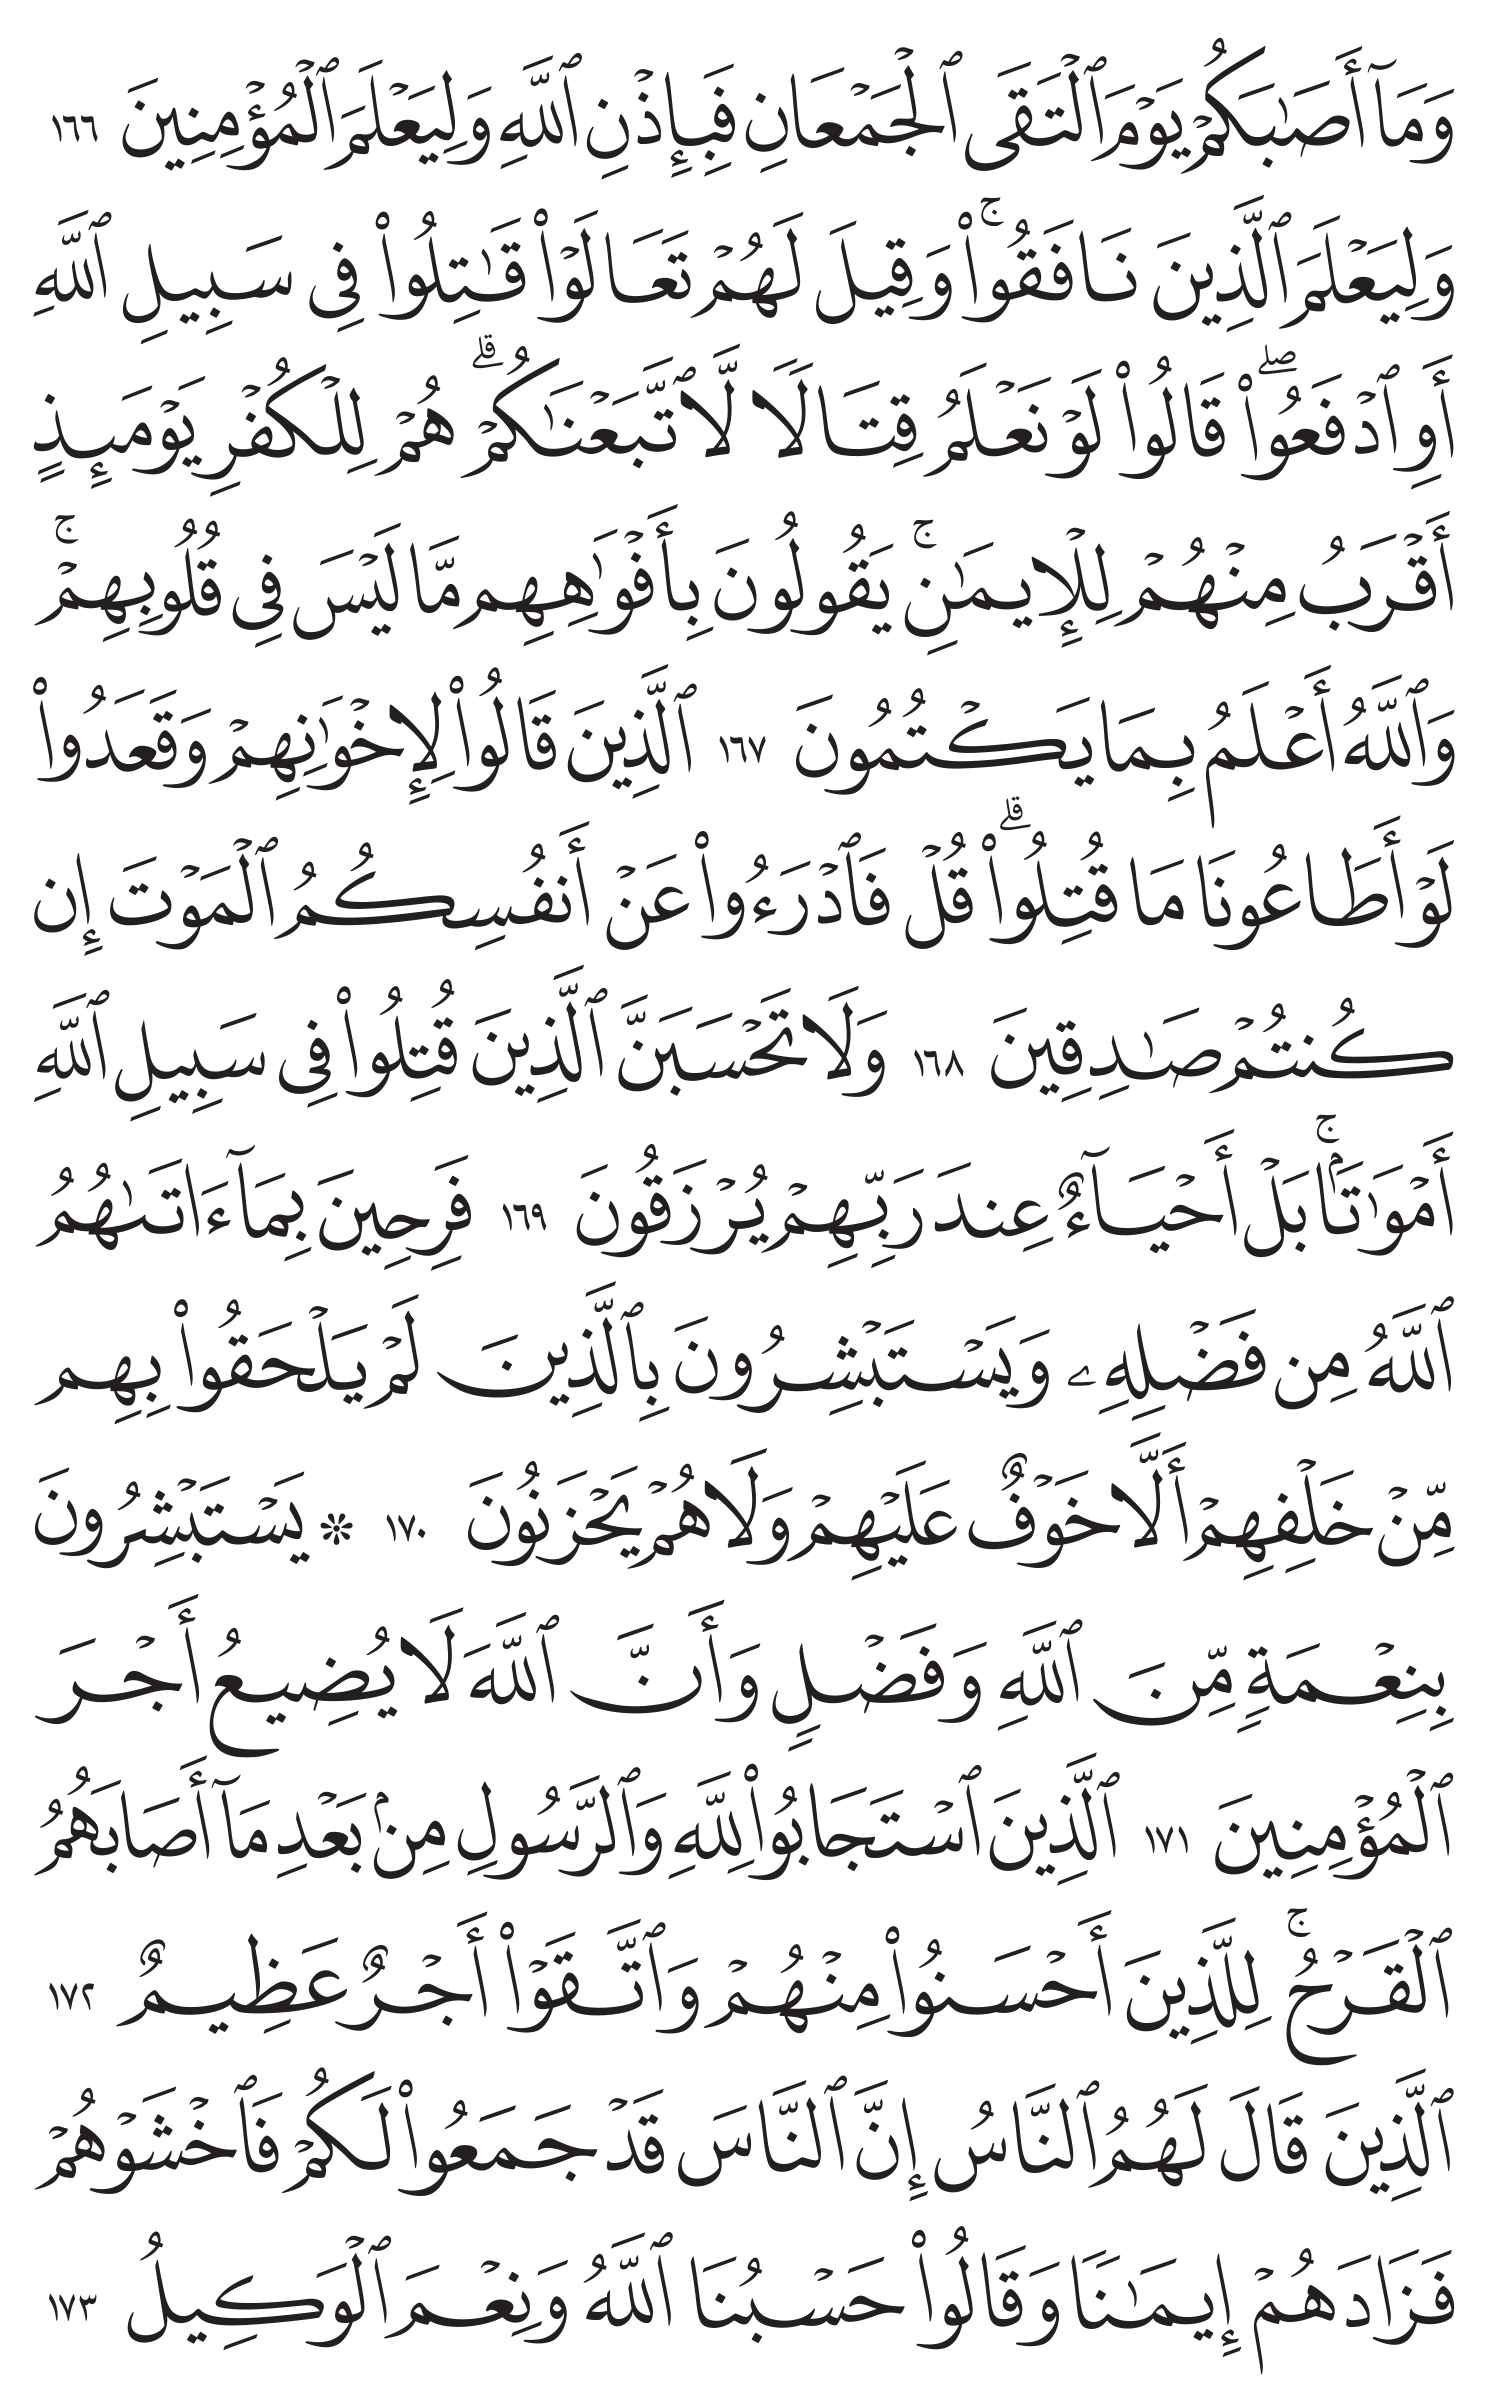 وَمَآ أَصَٰبَكُمْ يَوْمَ ٱلْتَقَى ٱلْجَمْعَانِ فَبِإِذْنِ ٱللَّهِ وَلِيَعْلَمَ ٱلْمُؤْمِنِينَ ١٦٦
وَلِيَعْلَمَ ٱلَّذِينَ نَافَقُوا۟ۚ وَقِيلَ لَهُمْ تَعَالَوْا۟ قَٰتِلُوا۟ فِى سَبِيلِ ٱللَّهِ
أَوِ ٱدْفَعُوا۟ۖ قَالُوا۟ لَوْ نَعْلَمُ قِتَالًا لَّٱتَّبَعْنَٰكُمْۗ هُمْ لِلْكُفْرِ يَوْمَئِذٍ
أَقْرَبُ مِنْهُمْ لِلْإِيمَٰنِۚ يَقُولُونَ بِأَفْوَٰهِهِم مَّا لَيْسَ فِى قُلُوبِهِمْۚ
وَٱللَّهُ أَعْلَمُ بِمَا يَكْتُمُونَ ١٦٧ ٱلَّذِينَ قَالُوا۟ لِإِخْوَٰنِهِمْ وَقَعَدُوا۟
لَوْ أَطَاعُونَا مَا قُتِلُوا۟ۗ قُلْ فَٱدْرَءُوا۟ عَنْ أَنفُسِكُمُ ٱلْمَوْتَ إِن
كُنتُمْ صَٰدِقِينَ ١٦٨ وَلَا تَحْسَبَنَّ ٱلَّذِينَ قُتِلُوا۟ فِى سَبِيلِ ٱللَّهِ
أَمْوَٰتَۢاۚ بَلْ أَحْيَآءٌ عِندَ رَبِّهِمْ يُرْزَقُونَ ١٦٩ فَرِحِينَ بِمَآ ءَاتَىٰهُمُ
ٱللَّهُ مِن فَضْلِهِۦ وَيَسْتَبْشِرُونَ بِٱلَّذِينَ لَمْ يَلْحَقُوا۟ بِهِم
مِّنْ خَلْفِهِمْ أَلَّا خَوْفٌ عَلَيْهِمْ وَلَا هُمْ يَحْزَنُونَ ١٧٠ ۞ يَسْتَبْشِرُونَ
بِنِعْمَةٍ مِّنَ ٱللَّهِ وَفَضْلٍ وَأَنَّ ٱللَّهَ لَا يُضِيعُ أَجْرَ
ٱلْمُؤْمِنِينَ ١٧١ ٱلَّذِينَ ٱسْتَجَابُوا۟ لِلَّهِ وَٱلرَّسُولِ مِنۢ بَعْدِ مَآ أَصَابَهُمُ
ٱلْقَرْحُۚ لِلَّذِينَ أَحْسَنُوا۟ مِنْهُمْ وَٱتَّقَوْا۟ أَجْرٌ عَظِيمٌ ١٧٢
ٱلَّذِينَ قَالَ لَهُمُ ٱلنَّاسُ إِنَّ ٱلنَّاسَ قَدْ جَمَعُوا۟ لَكُمْ فَٱخْشَوْهُمْ
فَزَادَهُمْ إِيمَٰنًا وَقَالُوا۟ حَسْبُنَا ٱللَّهُ وَنِعْمَ ٱلْوَكِيلُ ١٧٣